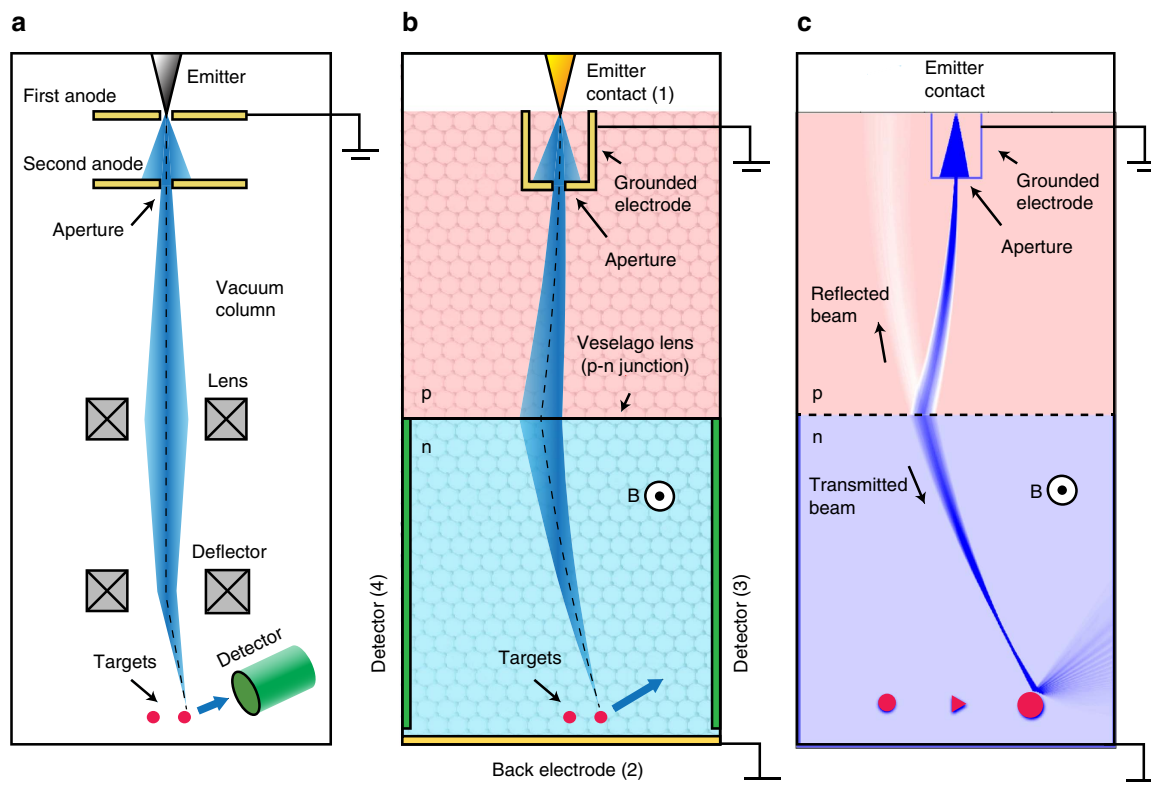 a
Emitter
First anode
Second anode
Aperture
Vacuum
column
Lens
Deflector
Targets
Detector
b
Emitter
contact (1)
Grounded
electrode
Aperture
Veselago lens
(p-n junction)
p
n
B
Detector (4)
Detector (3)
Targets
Back electrode (2)
c
Emitter
contact
Grounded
electrode
Aperture
Reflected
beam
p
n
Transmitted
beam
B